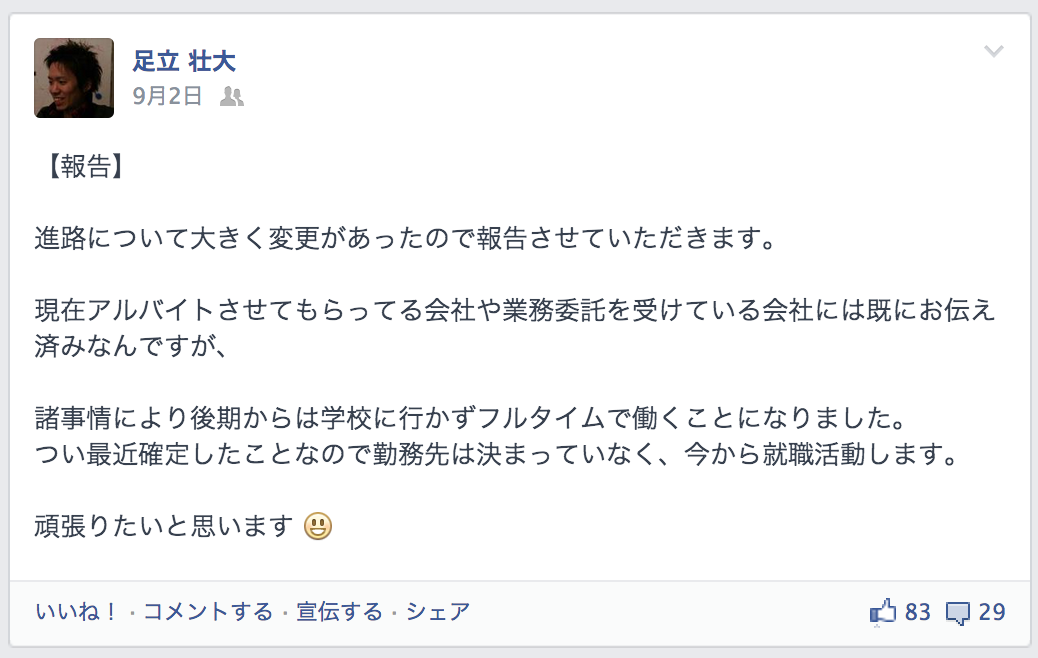 足立 壮大
9月2日
【報告】
進路について大きく変更があったので報告させていただきます。
現在アルバイトさせてもらってる会社や業務委託を受けている会社には既にお伝え
済みなんですが、
諸事情により後期からは学校に行かずフルタイムで働くことになりました。
つい最近確定したことなので勤務先は決まっていなく、今から就職活動します。
頑張りたいと思います
いいね！ · コメントする · 宣伝する · シェア 83 29